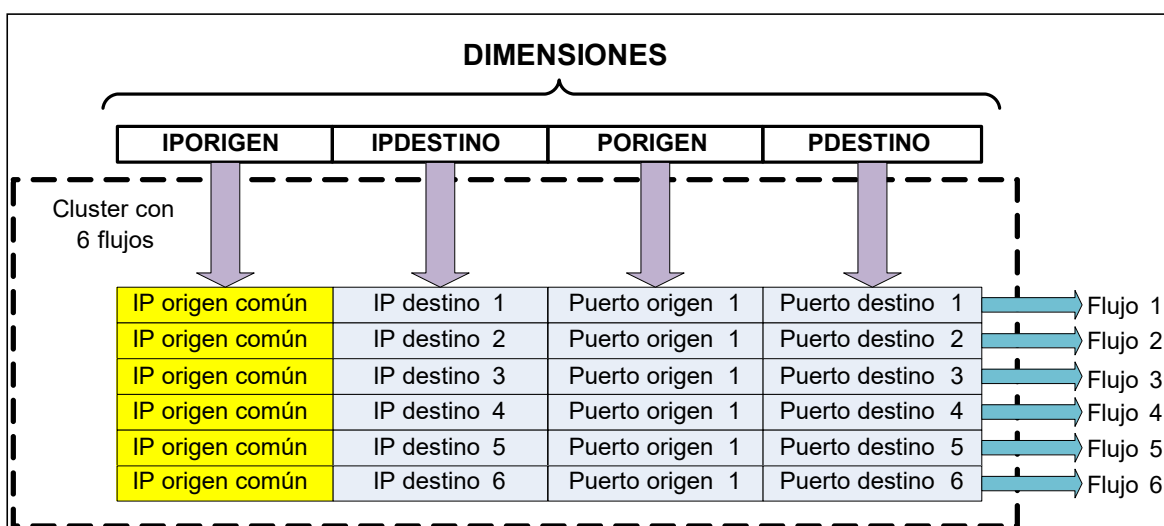 DIMENSIONES
IPORIGEN IPDESTINO PORIGEN PDESTINO
Cluster con
6 flujos
IP origen común IP destino 1 Puerto origen 1 Puerto destino 1 Flujo 1
IP origen común IP destino 2 Puerto origen 1 Puerto destino 2 Flujo 2
IP origen común IP destino 3 Puerto origen 1 Puerto destino 3 Flujo 3
IP origen común IP destino 4 Puerto origen 1 Puerto destino 4 Flujo 4
IP origen común IP destino 5 Puerto origen 1 Puerto destino 5 Flujo 5
IP origen común IP destino 6 Puerto origen 1 Puerto destino 6 Flujo 6